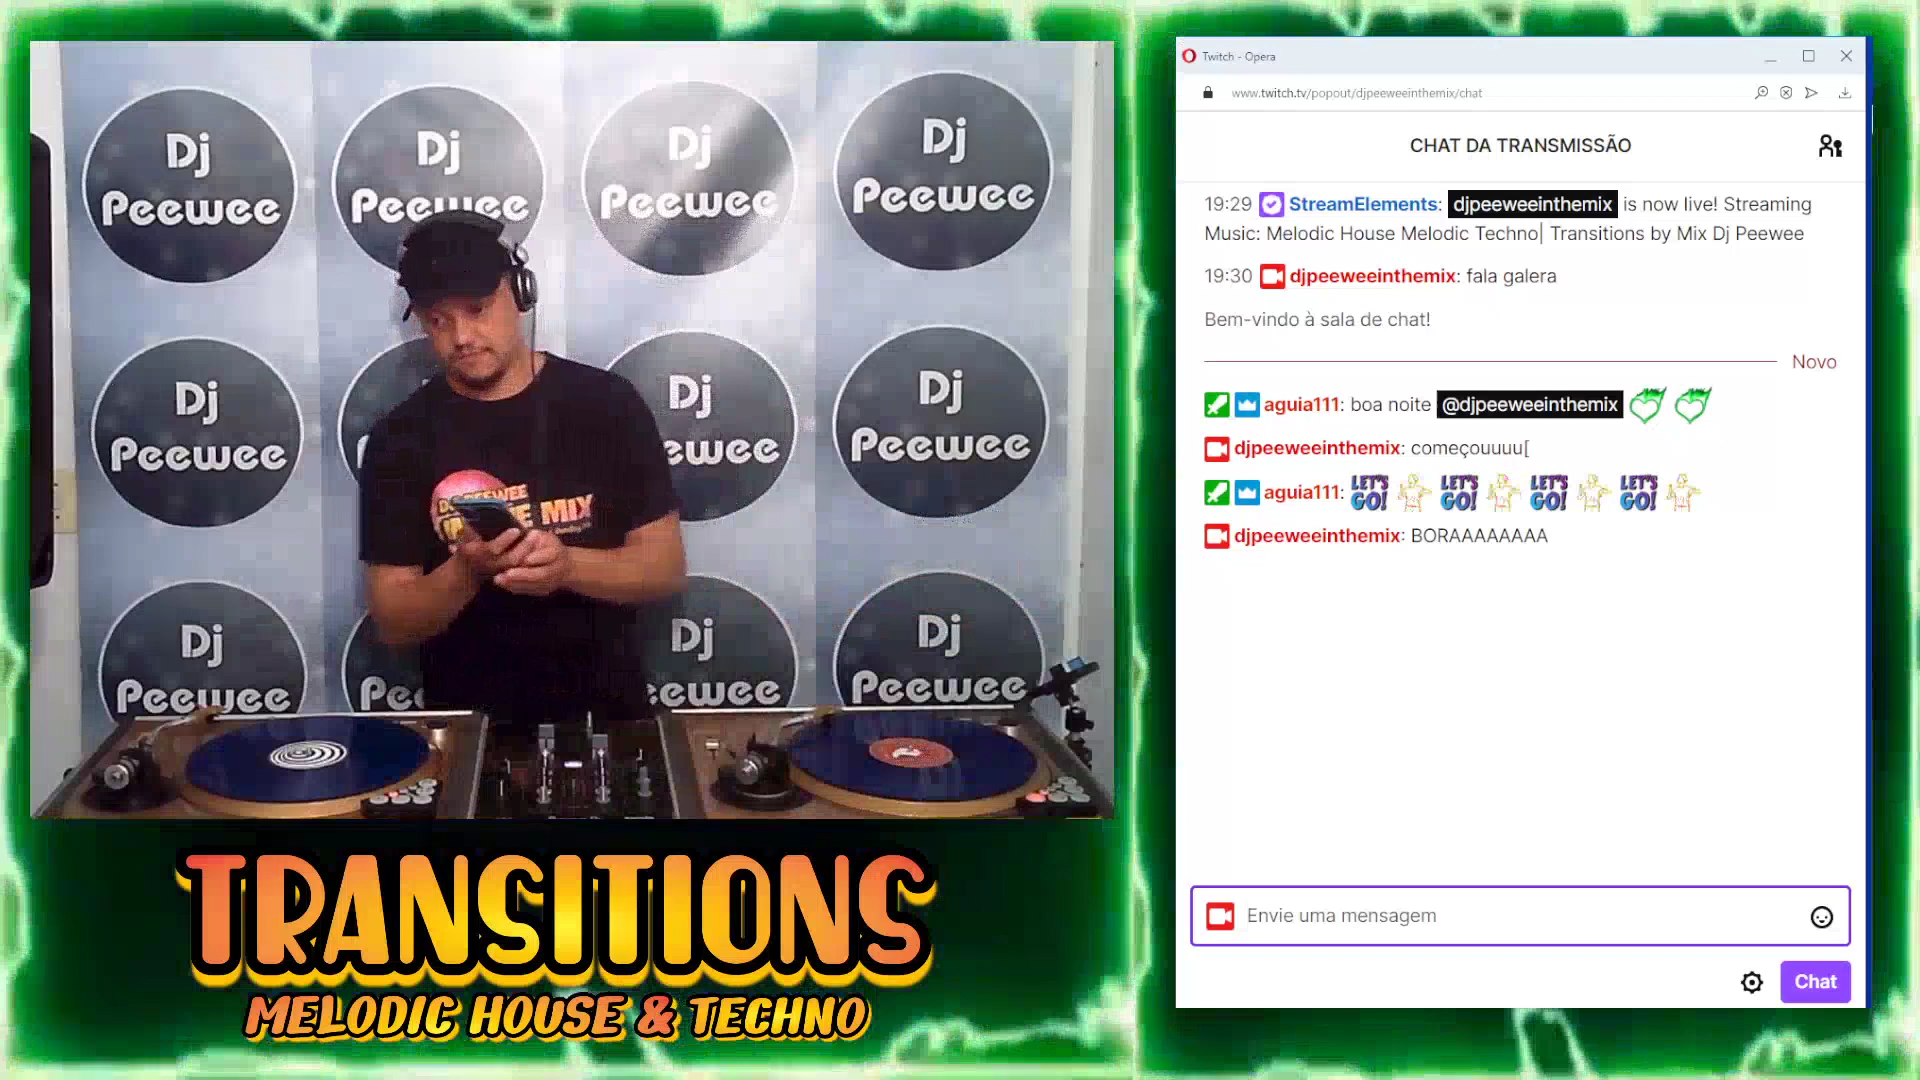 Dj
Peewee
Dj
Peewee
Dj
Peewee
Dj
Peewee
Dj
Peewee
Dj
eewee
Dj
Peewee
Dj
Peewee
Dj
eewee
Dj
Peewee
MIX
TRANSITIONS
MELODIC HOUSE & TECHNO
Twitch - Opera
www.twitch.tv/popout/djpeeweeinthemix/chat
CHAT DA TRANSMISSÃO
19:29 StreamElements: djpeeweeinthemix is now live! Streaming
Music: Melodic House Melodic Techno| Transitions by Mix Dj Peewee
19:30 djpeeweeinthemix: fala galera
Bem-vindo à sala de chat!
Novo
aguia111: boa noite @djpeeweeinthemix
djpeeweeinthemix: começouuuu[
aguia111: LET'S GO! LET'S GO! LET'S GO! LET'S GO!
djpeeweeinthemix: BORAAAAAAAA
Envie uma mensagem
Chat